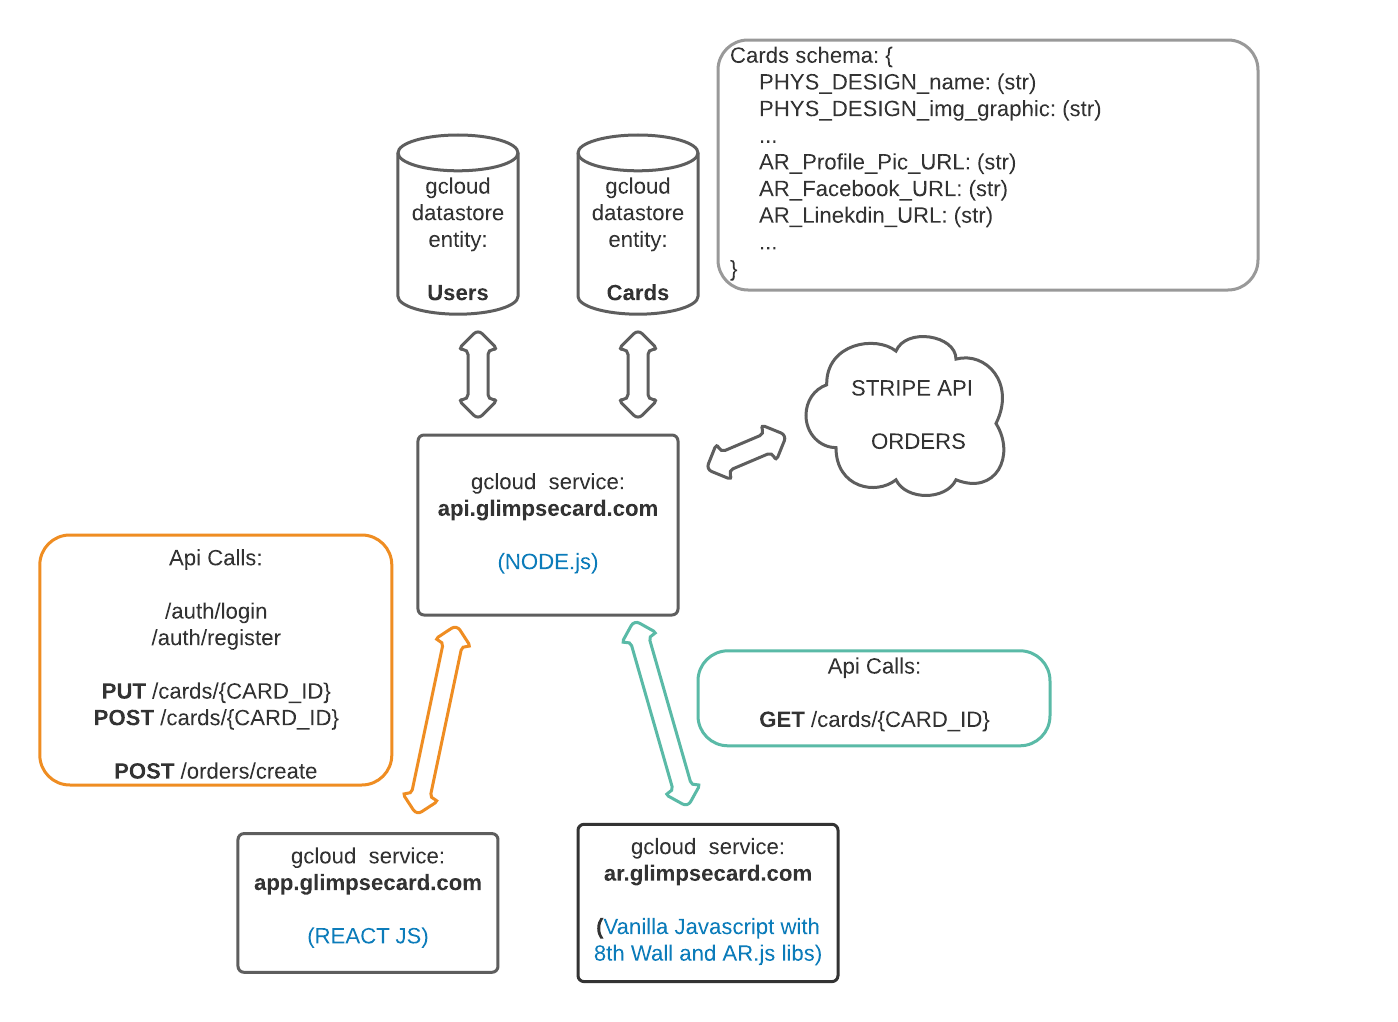 Cards schema: {
PHYS_DESIGN_name: (str)
PHYS_DESIGN_img_graphic: (str)
...
AR_Profile_Pic_URL: (str)
AR_Facebook_URL: (str)
AR_Linekdin_URL: (str)
...
}
gcloud
datastore
entity:
Users
gcloud
datastore
entity:
Cards
STRIPE API
ORDERS
gcloud service:
api.glimpsecard.com
(NODE.js)
Api Calls:
/auth/login
/auth/register
PUT /cards/{CARD_ID}
POST /cards/{CARD_ID}
POST /orders/create
Api Calls:
GET /cards/{CARD_ID}
gcloud service:
app.glimpsecard.com
(REACT JS)
gcloud service:
ar.glimpsecard.com
(Vanilla Javascript with
8th Wall and AR.js libs)